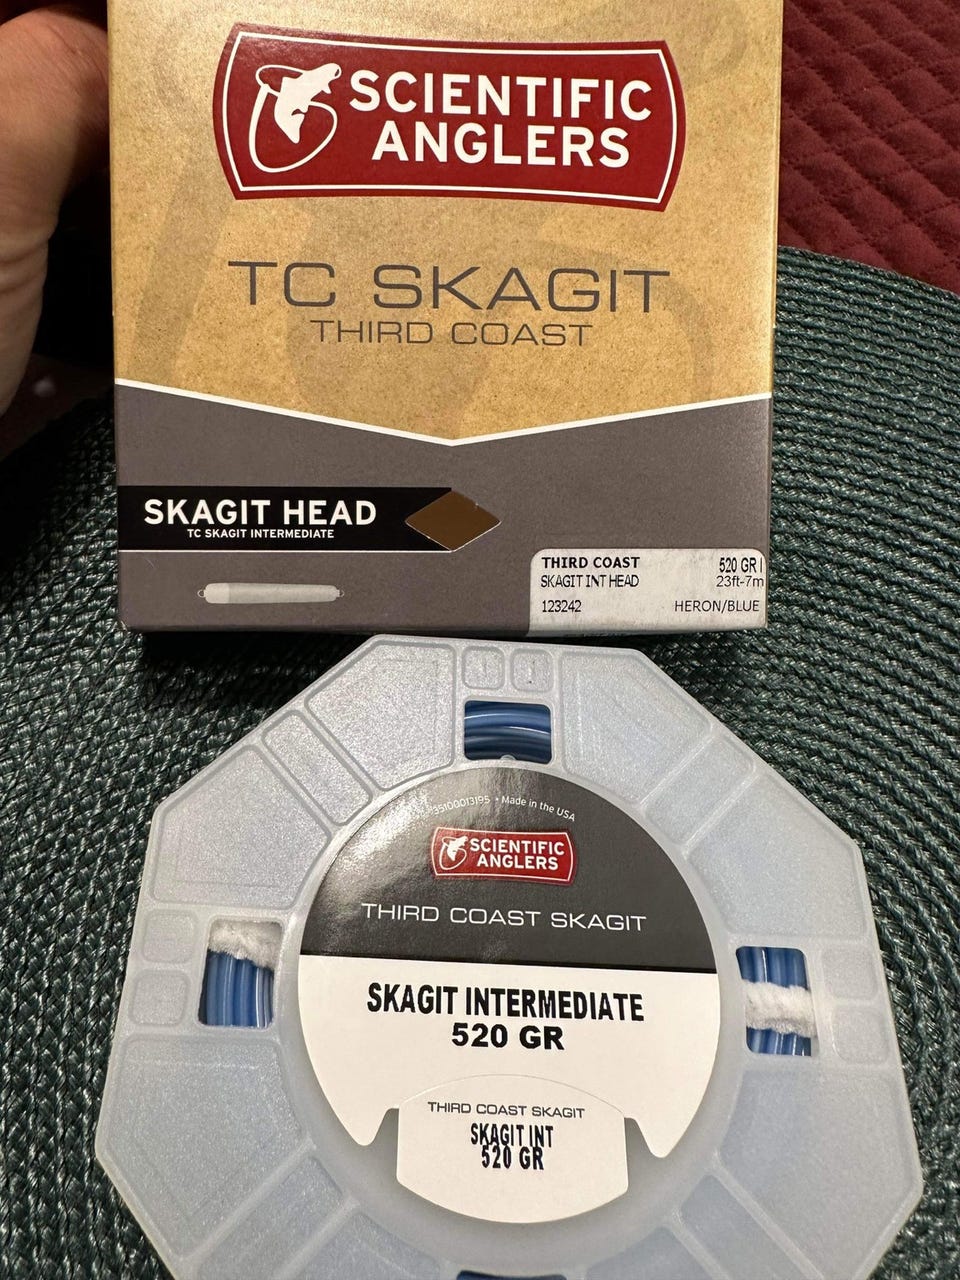 SCIENTIFIC
ANGLERS
TC SKAGIT
THIRD COAST
SKAGIT HEAD
TC SKAGIT INTERMEDIATE
THIRD COAST 520 GR I
SKAGIT INT HEAD 23ft-7m
123242 HERON/BLUE
35100013195 • Made in the USA
SCIENTIFIC
ANGLERS
THIRD COAST SKAGIT
SKAGIT INTERMEDIATE
520 GR
THIRD COAST SKAGIT
SKAGIT INT
520 GR